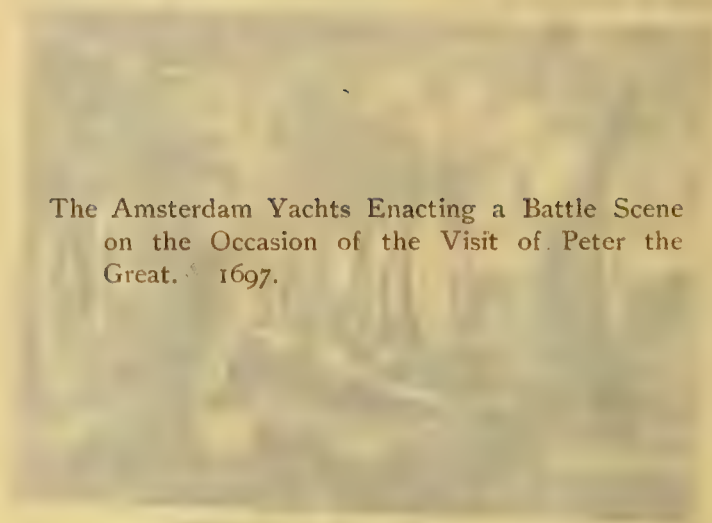 The Amsterdam Yachts Enacting a Battle Scene
on the Occasion of the Visit of Peter the
Great. 1697.